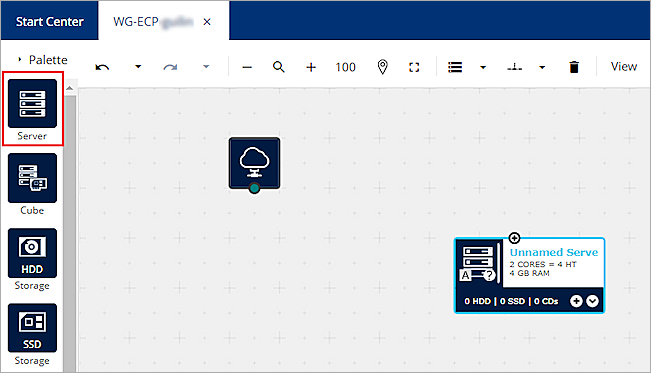 Start Center
WG-ECP
Palette
100
View
Server
Cube
HDD
Storage
SSD
Storage
Unnamed Serve
2 CORES = 4 HT
4 GB RAM
A ?
0 HDD | 0 SSD | 0 CDs